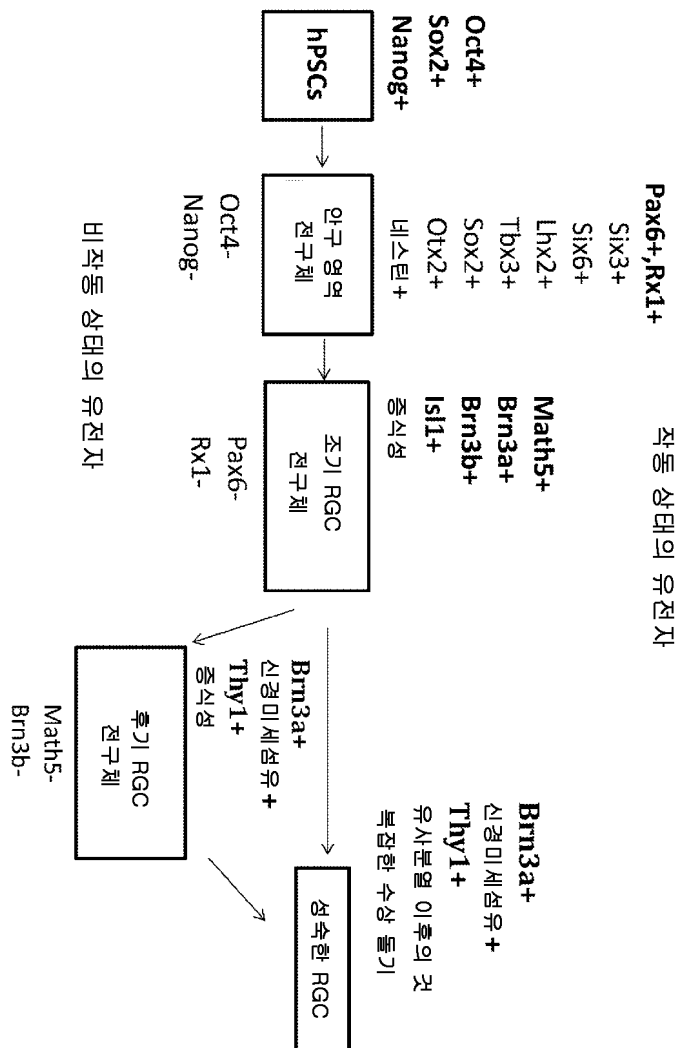 작동 상태의 유전자
Oct4+
Sox2+
Nanog+
hPSCs
Pax6+,Rx1+
Six3+
Six6+
Lhx2+
Tbx3+
Sox2+
Otx2+
네스틴+
안구 영역
전구체
Oct4-
Nanog-
Math5+
Brn3a+
Brn3b+
Isl1+
증식성
조기 RGC
전구체
Pax6-
Rx1-
Brn3a+
신경미세섬유+
Thy1+
증식성
후기 RGC
전구체
Math5-
Brn3b-
Brn3a+
신경미세섬유+
Thy1+
유사분열 이후의 것
복잡한 수상 돌기
성숙한 RGC
비작동 상태의 유전자